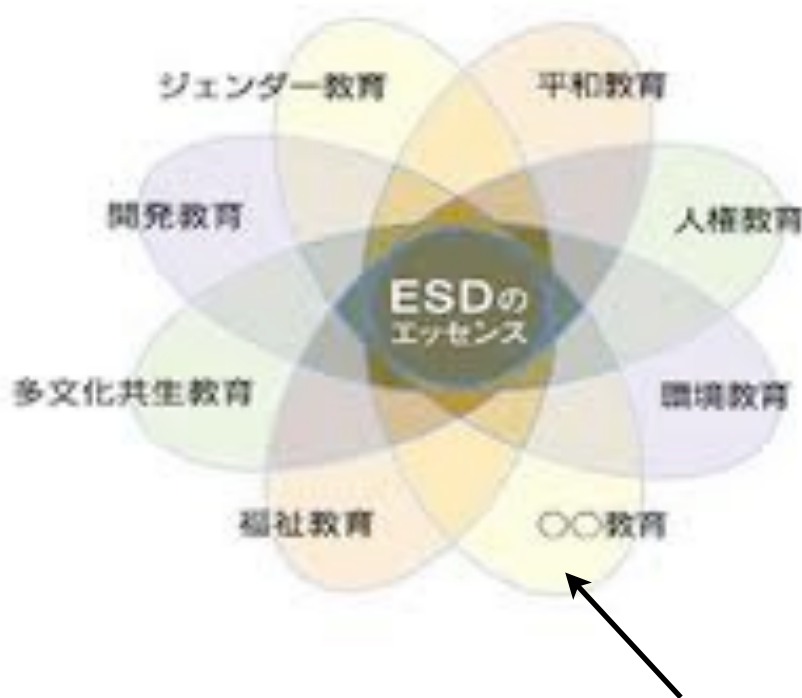 ジェンダー教育
平和教育
開発教育
人権教育
ESDの
エッセンス
多文化共生教育
環境教育
福祉教育
○○教育